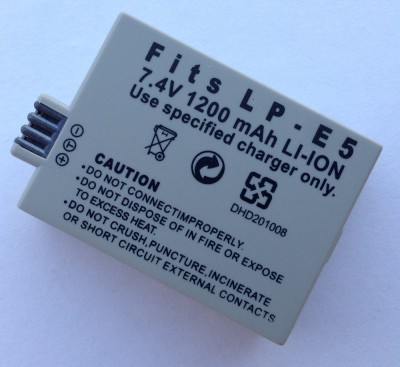 Fits LP-E5
7.4V 1200 mAh LI-ION
Use specified charger only.
DHD201008
CAUTION
•DO NOT CONNECTIMPROPERLY.
•DO NOT DISPOSE OF IN FIRE OR EXPOSE
TO EXCESS HEAT.
•DO NOT CRUSH,PUNCTURE,INCINERATE
OR SHORT CIRCUIT EXTERNAL CONTACTS